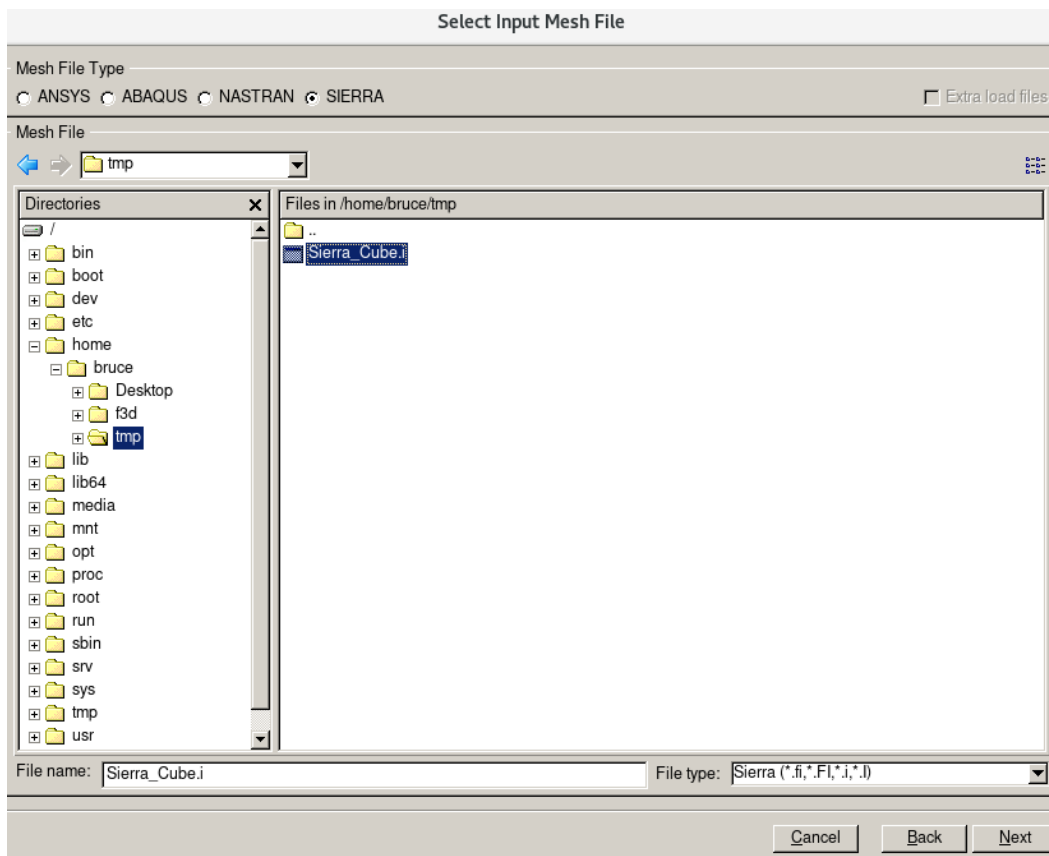 Select Input Mesh File
Mesh File Type
ANSYS ABAQUS NASTRAN SIERRA Extra load files
Mesh File
tmp
Directories
Files in /home/bruce/tmp
/
..
bin
Sierra_Cube.i
boot
dev
etc
home
bruce
Desktop
f3d
tmp
lib
lib64
media
mnt
opt
proc
root
run
sbin
srv
sys
tmp
usr
File name: Sierra_Cube.i File type: Sierra (*.fi,*.FI,*.i,*.I)
Cancel Back Next